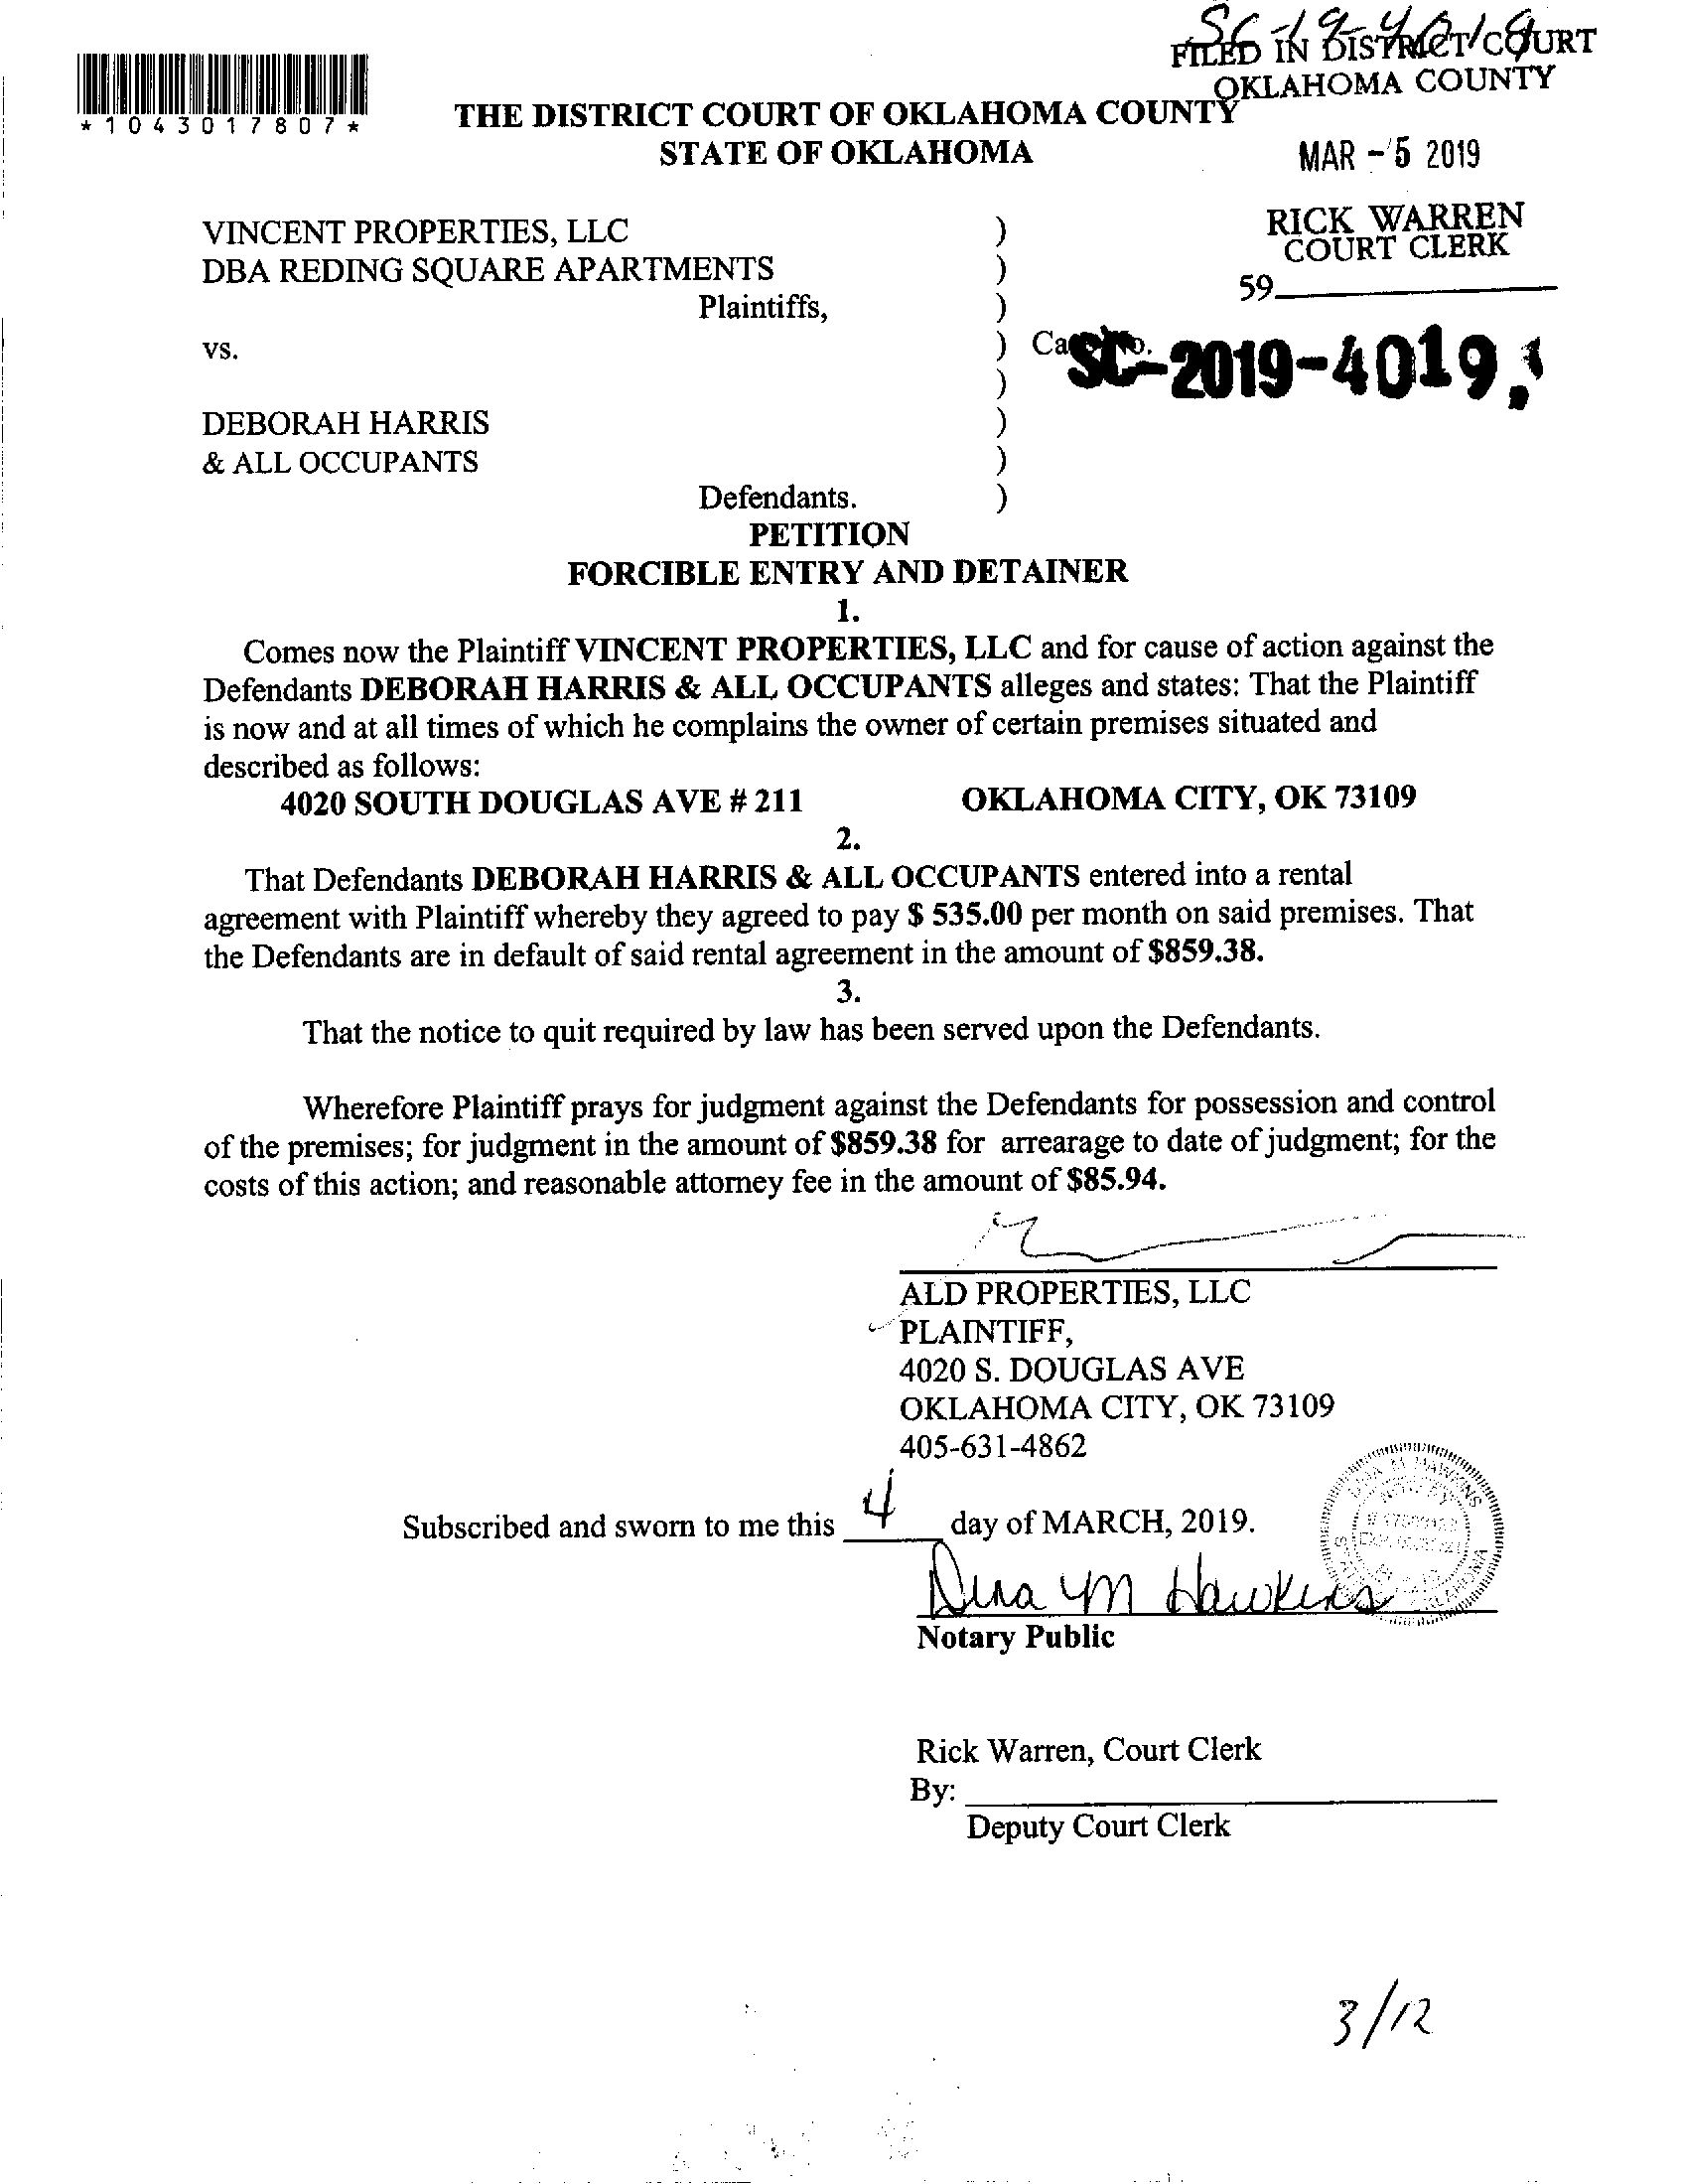 SC-19-4019
FILED IN DISTRICT COURT
OKLAHOMA COUNTY
*1043017807*
THE DISTRICT COURT OF OKLAHOMA COUNTY
STATE OF OKLAHOMA
MAR -5 2019
VINCENT PROPERTIES, LLC )
RICK WARREN
COURT CLERK
DBA REDING SQUARE APARTMENTS )
59
Plaintiffs, )
vs. ) Case No.
SC-2019-4019
)
DEBORAH HARRIS )
& ALL OCCUPANTS )
Defendants. )
PETITION
FORCIBLE ENTRY AND DETAINER
1.
Comes now the Plaintiff VINCENT PROPERTIES, LLC and for cause of action against the
Defendants DEBORAH HARRIS & ALL OCCUPANTS alleges and states: That the Plaintiff
is now and at all times of which he complains the owner of certain premises situated and
described as follows:
4020 SOUTH DOUGLAS AVE # 211 OKLAHOMA CITY, OK 73109
2.
That Defendants DEBORAH HARRIS & ALL OCCUPANTS entered into a rental
agreement with Plaintiff whereby they agreed to pay $ 535.00 per month on said premises. That
the Defendants are in default of said rental agreement in the amount of $859.38.
3.
That the notice to quit required by law has been served upon the Defendants.
Wherefore Plaintiff prays for judgment against the Defendants for possession and control
of the premises; for judgment in the amount of $859.38 for arrearage to date of judgment; for the
costs of this action; and reasonable attorney fee in the amount of $85.94.
ALD PROPERTIES, LLC
PLAINTIFF,
4020 S. DOUGLAS AVE
OKLAHOMA CITY, OK 73109
405-631-4862
Subscribed and sworn to me this 4 day of MARCH, 2019.
Dina M Hawkins
Notary Public
Rick Warren, Court Clerk
By:
Deputy Court Clerk
3/12